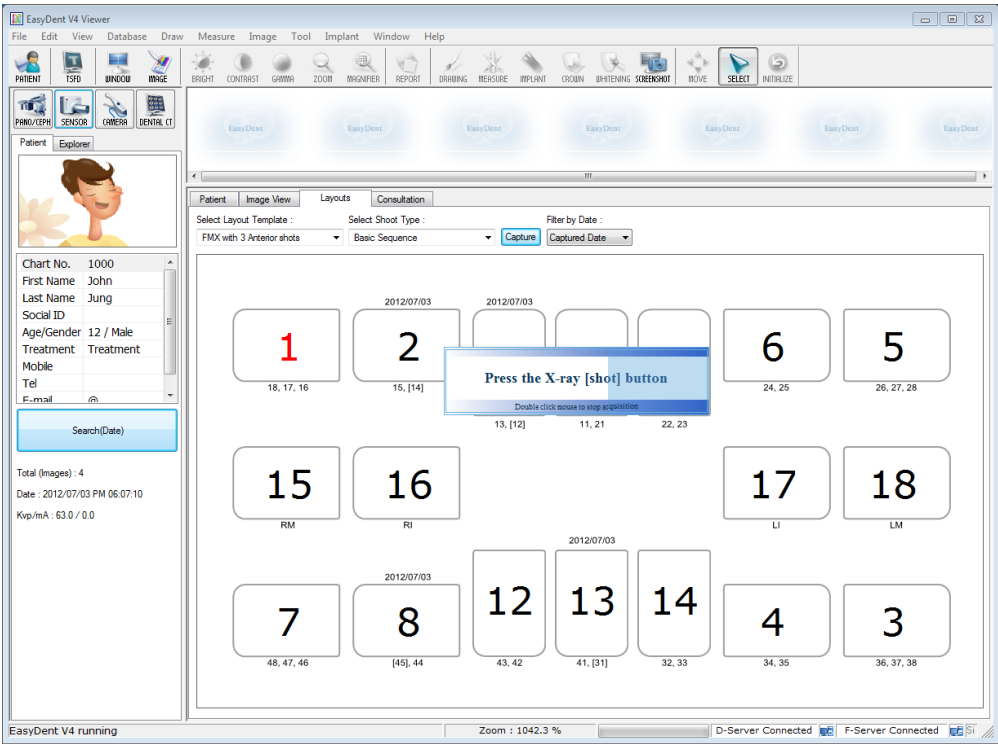 EasyDent V4 Viewer
File Edit View Database Draw Measure Image Tool Implant Window Help
PATIENT TSFD WINDOW IMAGE BRIGHT CONTRAST GAMMA ZOOM MAGNIFIER REPORT DRAWING MEASURE IMPLANT CROWN WHITENING SCREENSHOT MOVE SELECT INITIALIZE
PANO/CEPH SENSOR CAMERA DENTAL CT
EasyDent EasyDent EasyDent EasyDent EasyDent EasyDent EasyDent
Patient Explorer
Patient Image View Layouts Consultation
Select Layout Template : Select Shoot Type : Filter by Date :
FMX with 3 Anterior shots Basic Sequence Capture Captured Date
Chart No. 1000
First Name John
Last Name Jung
Social ID
Age/Gender 12 / Male
Treatment Treatment
Mobile
Tel
E-mail @
Search(Date)
Total (Images) : 4
Date : 2012/07/03 PM 06:07:10
Kvp/mA : 63.0 / 0.0
2012/07/03 2012/07/03
1 2 6 5
Press the X-ray [shot] button
Double click mouse to stop acquisition
18, 17, 16 15, [14] 24, 25 26, 27, 28
13, [12] 11, 21 22, 23
15 16 17 18
RM RI LI LM
2012/07/03
2012/07/03
12 13 14
7 8 4 3
48, 47, 46 [45], 44 43, 42 41, [31] 32, 33 34, 35 36, 37, 38
EasyDent V4 running Zoom : 1042.3 % D-Server Connected F-Server Connected Si